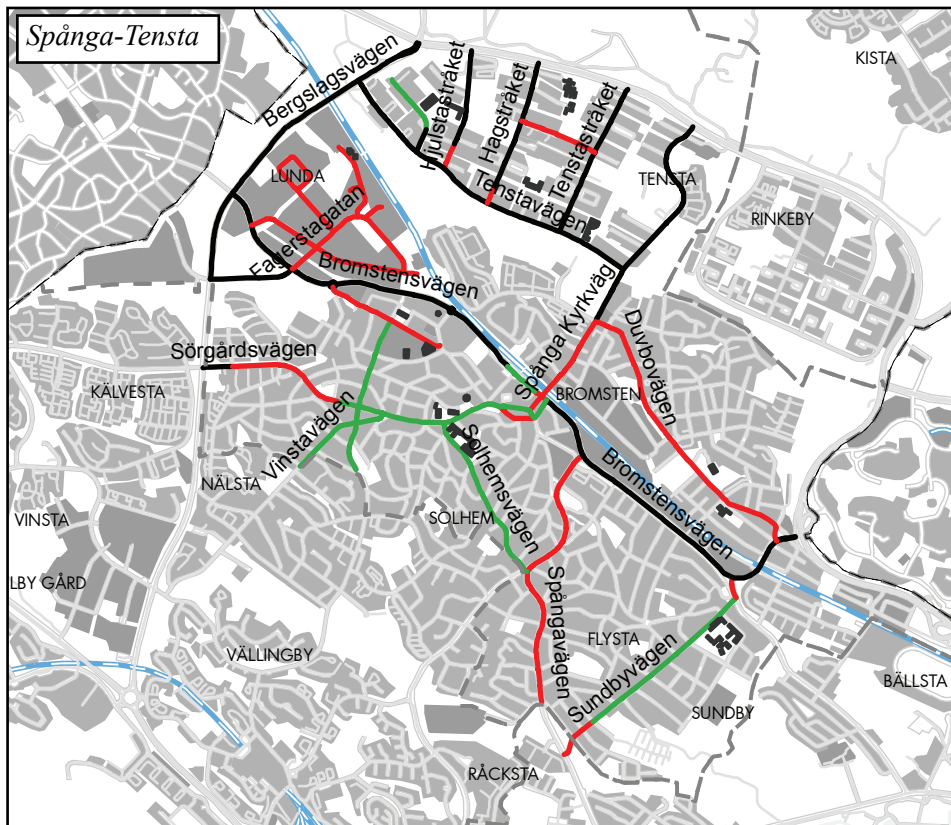 Spånga-Tensta
KISTA
Bergslagsvägen
Hjulstastråket
Hagstråket
Tenstastråket
LUNDA
TENSTA
Tenstavägen
RINKEBY
Fagerstagatan
Bromstensvägen
Spånga Kyrkväg
Duvbovägen
Sörgårdsvägen
KÄLVESTA
BROMSTEN
Vinstavägen
Solhemsvägen
Bromstensvägen
NÄLSTA
VINSTA
SOLHEM
LBY GÅRD
Spångavägen
FLYSTA
Sundbyvägen
VÄLLINGBY
BÄLLSTA
SUNDBY
RÅCKSTA